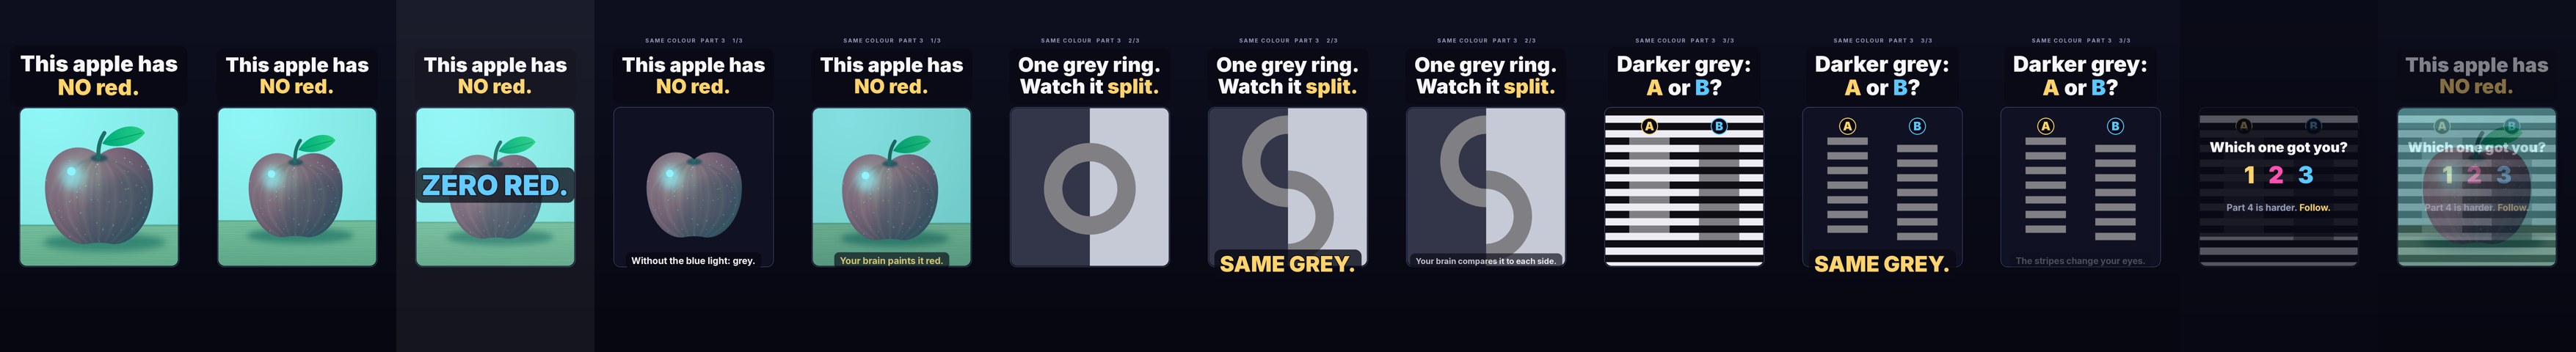 This apple has
NO red.
This apple has
NO red.
This apple has
NO red.
ZERO RED.
SAME COLOUR PART 3 1/3
This apple has
NO red.
Without the blue light: grey.
SAME COLOUR PART 3 1/3
This apple has
NO red.
Your brain paints it red.
SAME COLOUR PART 3 2/3
One grey ring.
Watch it split.
SAME COLOUR PART 3 2/3
One grey ring.
Watch it split.
SAME GREY.
SAME COLOUR PART 3 2/3
One grey ring.
Watch it split.
Your brain compares it to each side.
SAME COLOUR PART 3 3/3
Darker grey:
A or B?
A B
SAME COLOUR PART 3 3/3
Darker grey:
A or B?
A B
SAME GREY.
SAME COLOUR PART 3 3/3
Darker grey:
A or B?
A B
The stripes change your eyes.
A B
Which one got you?
1 2 3
Part 4 is harder. Follow.
This apple has
NO red.
A B
Which one got you?
1 2 3
Part 4 is harder. Follow.